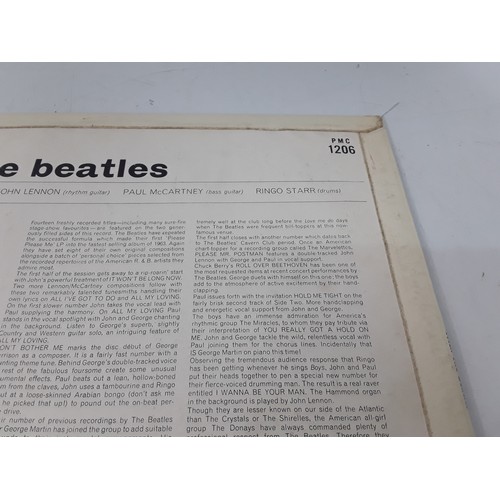 PMC
1206
e beatles
JOHN LENNON (rhythm guitar) PAUL McCARTNEY (bass guitar) RINGO STARR (drums)
Fourteen freshly recorded titles—including many sure-fire
stage-show favourites—are featured on the two gene-
rously filled sides of this record. The Beatles have repeated
the successful formula which made their first 'Please
Please Me' LP into the fastest-selling album of 1963. Again
they have set eight of their own original compositions
alongside a batch of 'personal choice' pieces selected from
the recorded repertoires of the American R. & B. artists they
admire most.
The first half of the session gets away to a rip-roarin' start
with John's powerful treatment of IT WON'T BE LONG NOW.
Two more Lennon/McCartney compositions follow with
these two remarkably talented tunesmiths handling their
own lyrics on ALL I'VE GOT TO DO and ALL MY LOVING.
On the first slower number John takes the vocal with
Paul supplying the harmony. On ALL MY LOVING Paul
stands in the vocal spotlight with John and George chanting
in the background. Listen to George's superb, slightly
Country and Western guitar solo, an intriguing feature of
ALL MY LOVING.
ON'T BOTHER ME marks the disc début of George
rrison as a composer. It is a fairly fast number with a
nting theme tune. Behind George's double-tracked voice
rest of the fabulous foursome create some unusual
umental effects. Paul beats out a lean, hollow-boned
m from the claves, John uses a tambourine and Ringo
ut at a loose-skinned Arabian bongo (don't ask me
he picked that up!) to pound out the on-beat per-
drive.
r number of previous recordings by The Beatles
George Martin has joined the group to add suitable
tremely well at the club long before the Juke Me do days
when The Beatles were frequent bill-toppers at this now
famous venue.
The first half closes with another number which dates back
to The Beatles' Cavern Club period. Once an American
chart-topper for a recording group called The Marvelettes,
PLEASE MR. POSTMAN features a double-tracked John
Lennon with George and Paul in vocal support.
Chuck Berry's ROLL OVER BEETHOVEN has been one of
the most requested items at recent concert performances by
The Beatles. George duets with himself on this one; the boys
add to the atmosphere of active excitement by their hand-
clapping.
Paul issues forth with the invitation HOLD ME TIGHT on the
fairly brisk second track of Side Two. More handclapping
and energetic vocal support from John and George.
The boys have an immense admiration for America's
rhythmic group The Miracles, to whom they pay tribute via
their interpretation of YOU REALLY GOT A HOLD ON
ME. John and George tackle the wild, relentless vocal with
Paul joining them for the chorus lines. Incidentally that
IS George Martin on piano this time!
Observing the tremendous audience response that Ringo
has been getting whenever he sings Boys, John and Paul
put their heads together to pen a special new number for
their fierce-voiced drumming man. The result is a real raver
entitled I WANNA BE YOUR MAN. The Hammond organ
in the background is played by John Lennon.
Though they are lesser known on our side of the Atlantic
than The Crystals or The Shirelles, the American all-girl
group The Donays have always commanded plenty of
professional respect from The Beatles. Therefore they